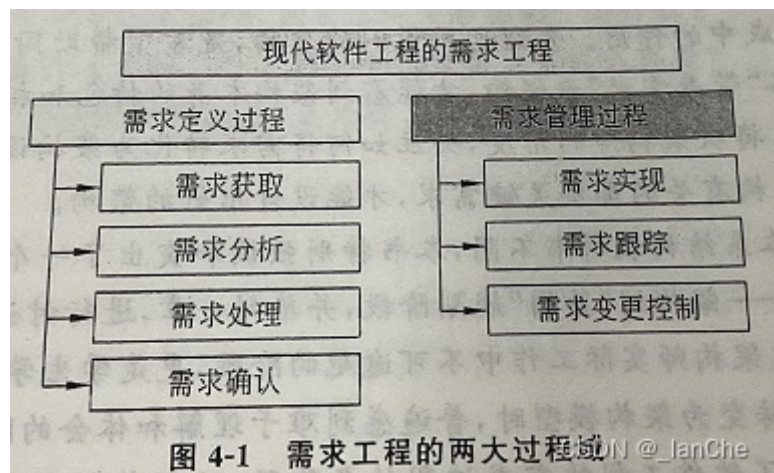 现代软件工程的需求工程
需求定义过程
需求获取
需求分析
需求处理
需求确认
需求管理过程
需求实现
需求跟踪
需求变更控制
图 4-1 需求工程的两大过程域
@_lanChe